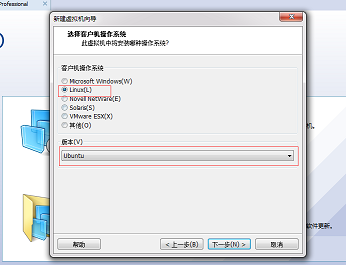 Professional
新建虚拟机向导
选择客户机操作系统
此虚拟机中将安装哪种操作系统?
客户机操作系统
Microsoft Windows(W)
Linux(L)
Novell NetWare(E)
Solaris(S)
VMware ESX(X)
其他(O)
版本(V)
Ubuntu
机。
软件更新。
帮助
< 上一步(B)
下一步(N) >
取消